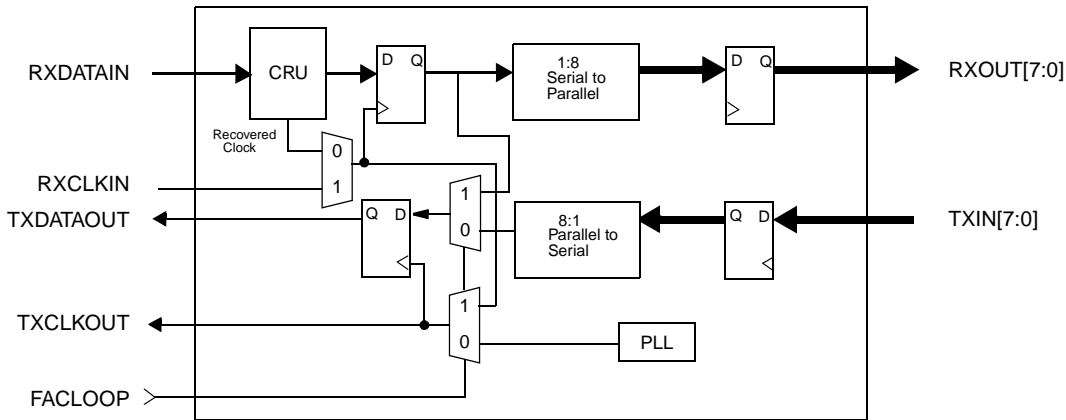 RXDATAIN
CRU
D Q
1:8
Serial to
Parallel
D Q
RXOUT[7:0]
Recovered
Clock
0
1
RXCLKIN
TXDATAOUT
Q D
1
0
8:1
Parallel to
Serial
Q D
TXIN[7:0]
TXCLKOUT
1
0
PLL
FACLOOP